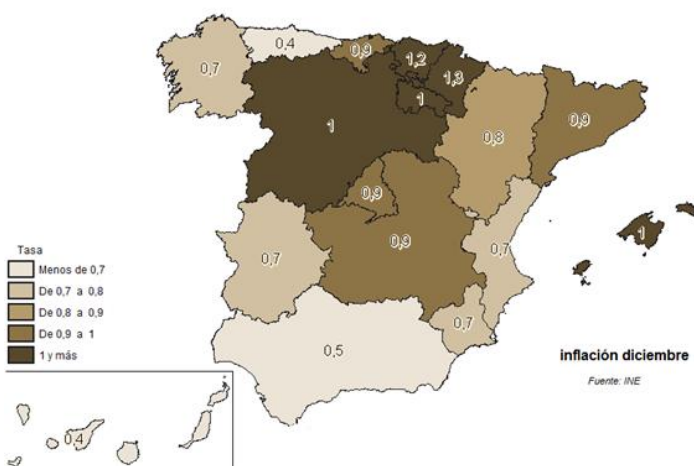 0,4
0,9
1,2
1,3
0,7
1
1
0,8
0,9
0,9
1
0,9
0,7
0,7
0,7
0,5
Tasa
Menos de 0,7
De 0,7 a 0,8
De 0,8 a 0,9
De 0,9 a 1
1 y más
inflación diciembre
Fuente: INE
0,4